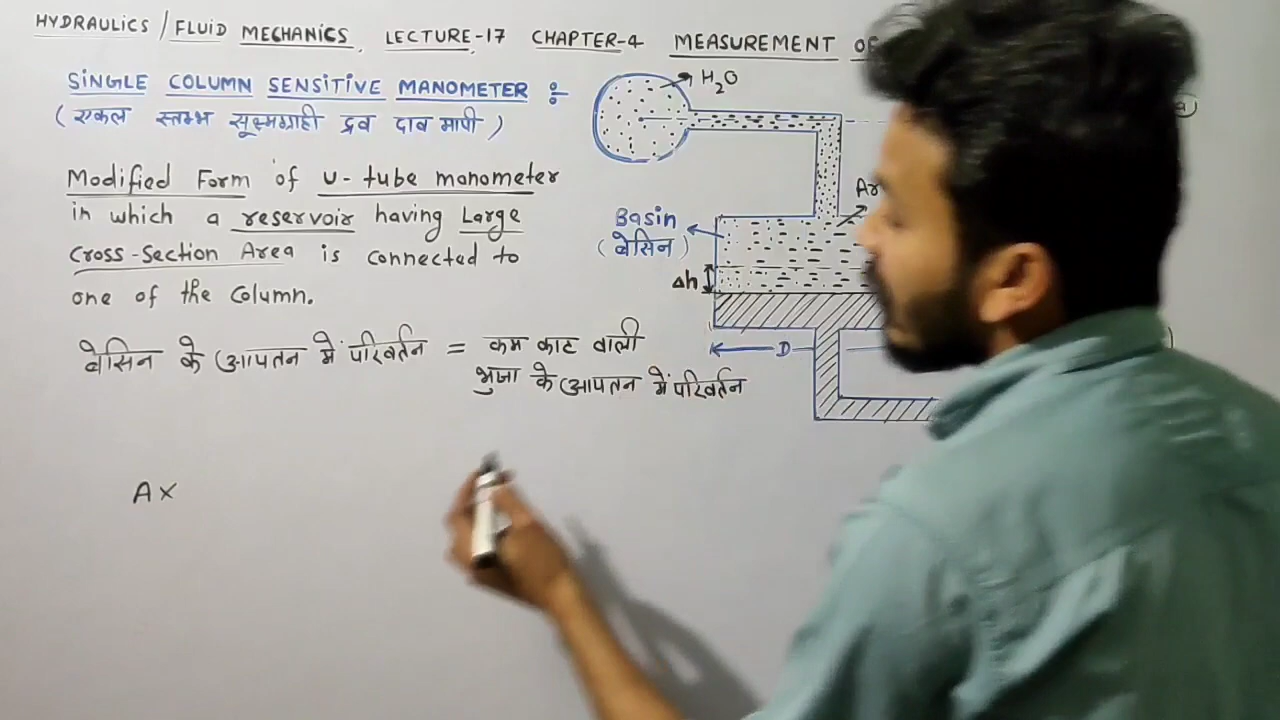 HYDRAULICS / FLUID MECHANICS, LECTURE-17 CHAPTER-4 MEASUREMENT OF
SINGLE COLUMN SENSITIVE MANOMETER :-
(एकल स्तम्भ सूक्ष्मग्राही द्रव दाब मापी)
Modified Form of U-tube manometer
in which a reservoir having Large
Cross-Section Area is connected to
one of the column.
बेसिन के आयतन में परिवर्तन = कम काट वाली
भुजा के आयतन में परिवर्तन
A×
H₂O
Basin
(बेसिन)
Δh
D